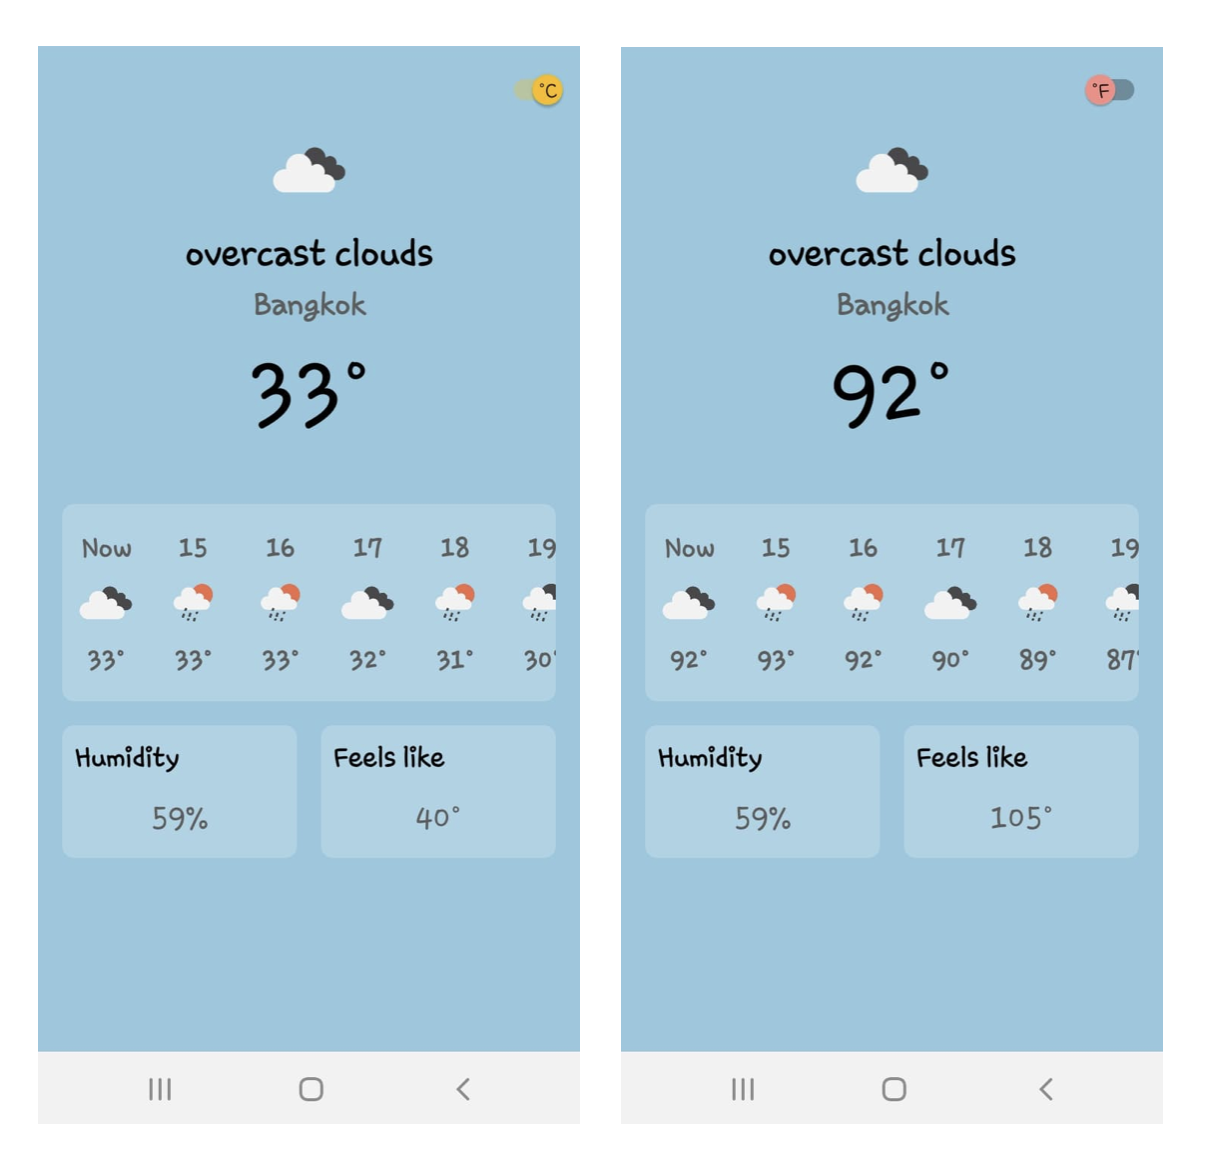 °C
overcast clouds
Bangkok
33°
Now 15 16 17 18 19
33° 33° 33° 32° 31° 30°
Humidity Feels like
59% 40°
°F
overcast clouds
Bangkok
92°
Now 15 16 17 18 19
92° 93° 92° 90° 89° 87°
Humidity Feels like
59% 105°